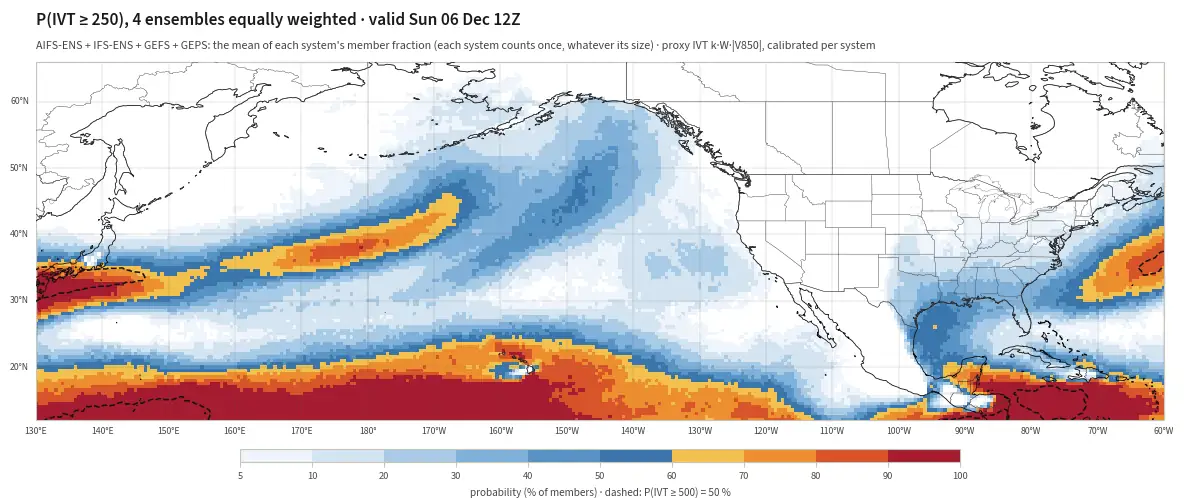 P(IVT ≥ 250), 4 ensembles equally weighted · valid Sun 06 Dec 12Z
AIFS-ENS + IFS-ENS + GEFS + GEPS: the mean of each system's member fraction (each system counts once, whatever its size) · proxy IVT k·W·|V850|, calibrated per system
60°N
50°N
40°N
30°N
20°N
130°E 140°E 150°E 160°E 170°E 180° 170°W 160°W 150°W 140°W 130°W 120°W 110°W 100°W 90°W 80°W 70°W 60°W
5 10 20 30 40 50 60 70 80 90 100
probability (% of members) · dashed: P(IVT ≥ 500) = 50 %